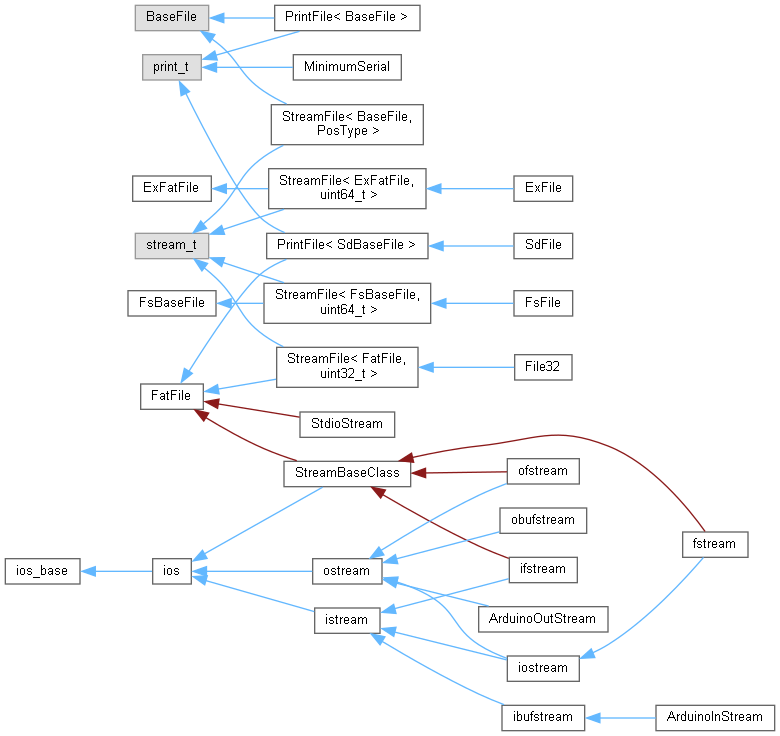 BaseFile
PrintFile< BaseFile >
print_t
MinimumSerial
StreamFile< BaseFile,
PosType >
ExFatFile
StreamFile< ExFatFile,
uint64_t >
ExFile
stream_t
PrintFile< SdBaseFile >
SdFile
FsBaseFile
StreamFile< FsBaseFile,
uint64_t >
FsFile
StreamFile< FatFile,
uint32_t >
File32
FatFile
StdioStream
StreamBaseClass
ofstream
obufstream
fstream
ios_base
ios
ostream
ifstream
istream
ArduinoOutStream
iostream
ibufstream
ArduinoInStream